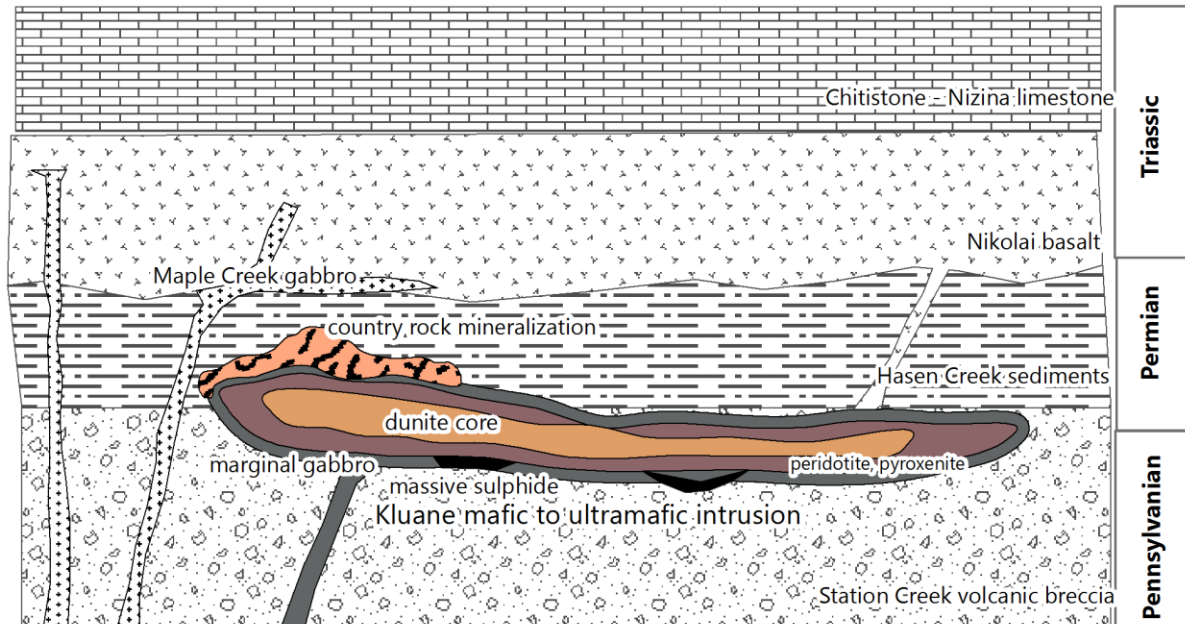 Chitistone - Nizina limestone
Triassic
Nikolai basalt
Maple Creek gabbro
country rock mineralization
Permian
Hasen Creek sediments
dunite core
marginal gabbro
peridotite, pyroxenite
massive sulphide
Kluane mafic to ultramafic intrusion
Pennsylvanian
Station Creek volcanic breccia